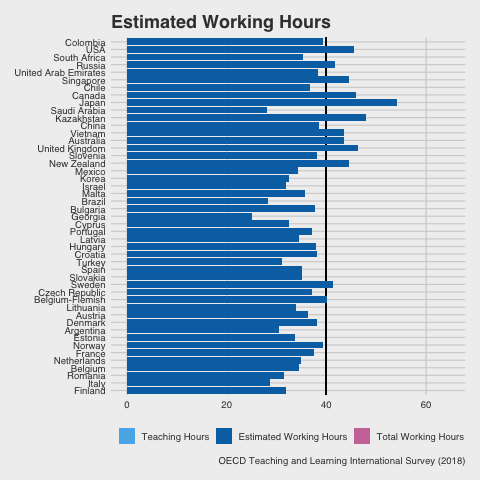 Estimated Working Hours
Colombia
USA
South Africa
Russia
United Arab Emirates
Singapore
Chile
Canada
Japan
Saudi Arabia
Kazakhstan
China
Vietnam
Australia
United Kingdom
Slovenia
New Zealand
Mexico
Korea
Israel
Malta
Brazil
Bulgaria
Georgia
Cyprus
Portugal
Latvia
Hungary
Croatia
Turkey
Spain
Slovakia
Sweden
Czech Republic
Belgium-Flemish
Lithuania
Austria
Denmark
Argentina
Estonia
Norway
France
Netherlands
Belgium
Romania
Italy
Finland
0 20 40 60
Teaching Hours Estimated Working Hours Total Working Hours
OECD Teaching and Learning International Survey (2018)